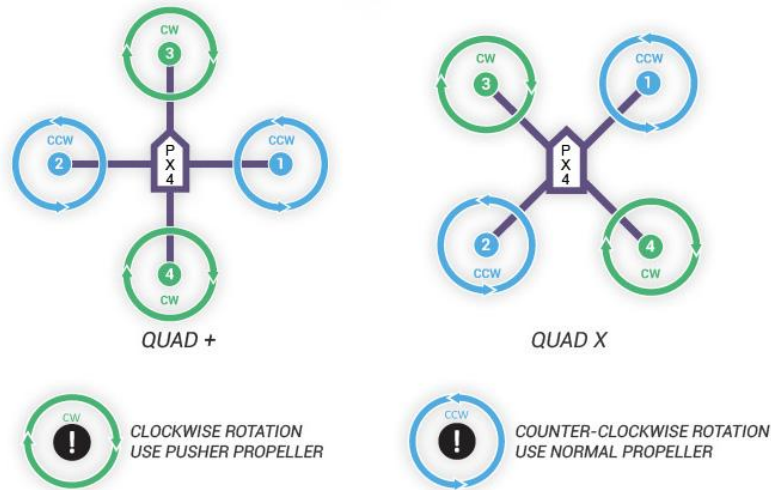 CW
3
CCW
2
P
X
4
CCW
1
4
CW
QUAD +
CW
3
CCW
1
P
X
4
2
CCW
4
CW
QUAD X
CW
!
CLOCKWISE ROTATION
USE PUSHER PROPELLER
CCW
!
COUNTER-CLOCKWISE ROTATION
USE NORMAL PROPELLER